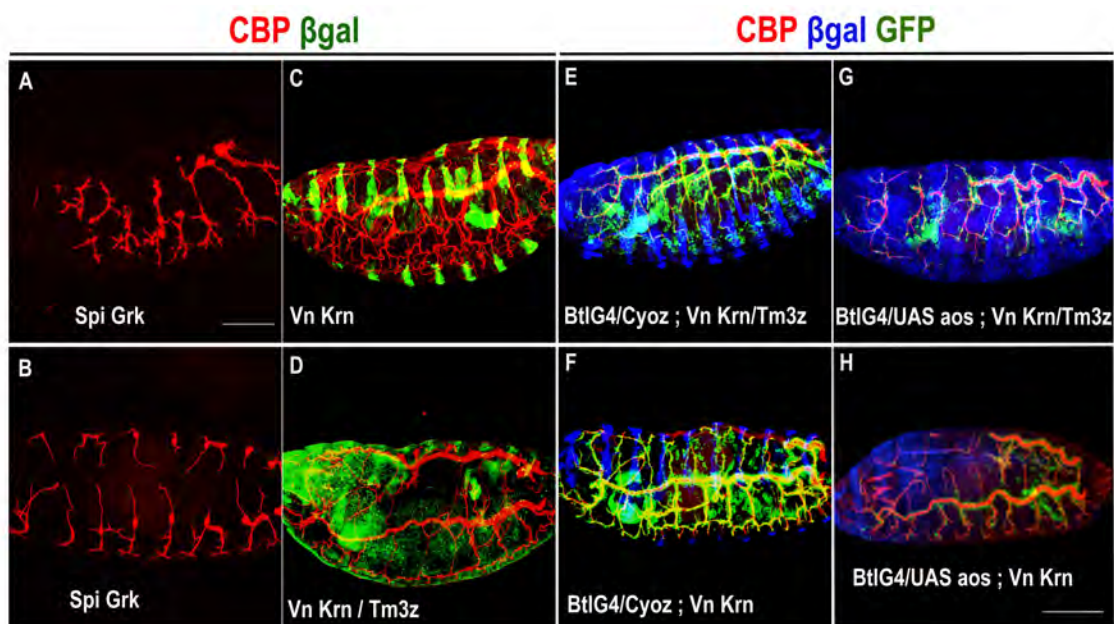 CBP βgal
CBP βgal GFP
A
Spi Grk
C
Vn Krn
E
BtlG4/Cyoz ; Vn Krn/Tm3z
G
BtlG4/UAS aos ; Vn Krn/Tm3z
B
Spi Grk
D
Vn Krn / Tm3z
F
BtlG4/Cyoz ; Vn Krn
H
BtlG4/UAS aos ; Vn Krn